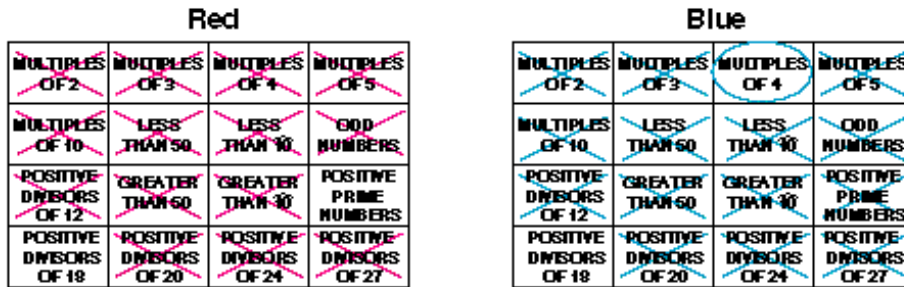 Red
MULTIPLES
OF 2
MULTIPLES
OF 3
MULTIPLES
OF 4
MULTIPLES
OF 5
MULTIPLES
OF 10
LESS
THAN 50
LESS
THAN 10
ODD
NUMBERS
POSITIVE
DIVISORS
OF 12
GREATER
THAN 50
GREATER
THAN 10
POSITIVE
PRIME
NUMBERS
POSITIVE
DIVISORS
OF 18
POSITIVE
DIVISORS
OF 20
POSITIVE
DIVISORS
OF 24
POSITIVE
DIVISORS
OF 27
Blue
MULTIPLES
OF 2
MULTIPLES
OF 3
MULTIPLES
OF 4
MULTIPLES
OF 5
MULTIPLES
OF 10
LESS
THAN 50
LESS
THAN 10
ODD
NUMBERS
POSITIVE
DIVISORS
OF 12
GREATER
THAN 50
GREATER
THAN 10
POSITIVE
PRIME
NUMBERS
POSITIVE
DIVISORS
OF 18
POSITIVE
DIVISORS
OF 20
POSITIVE
DIVISORS
OF 24
POSITIVE
DIVISORS
OF 27